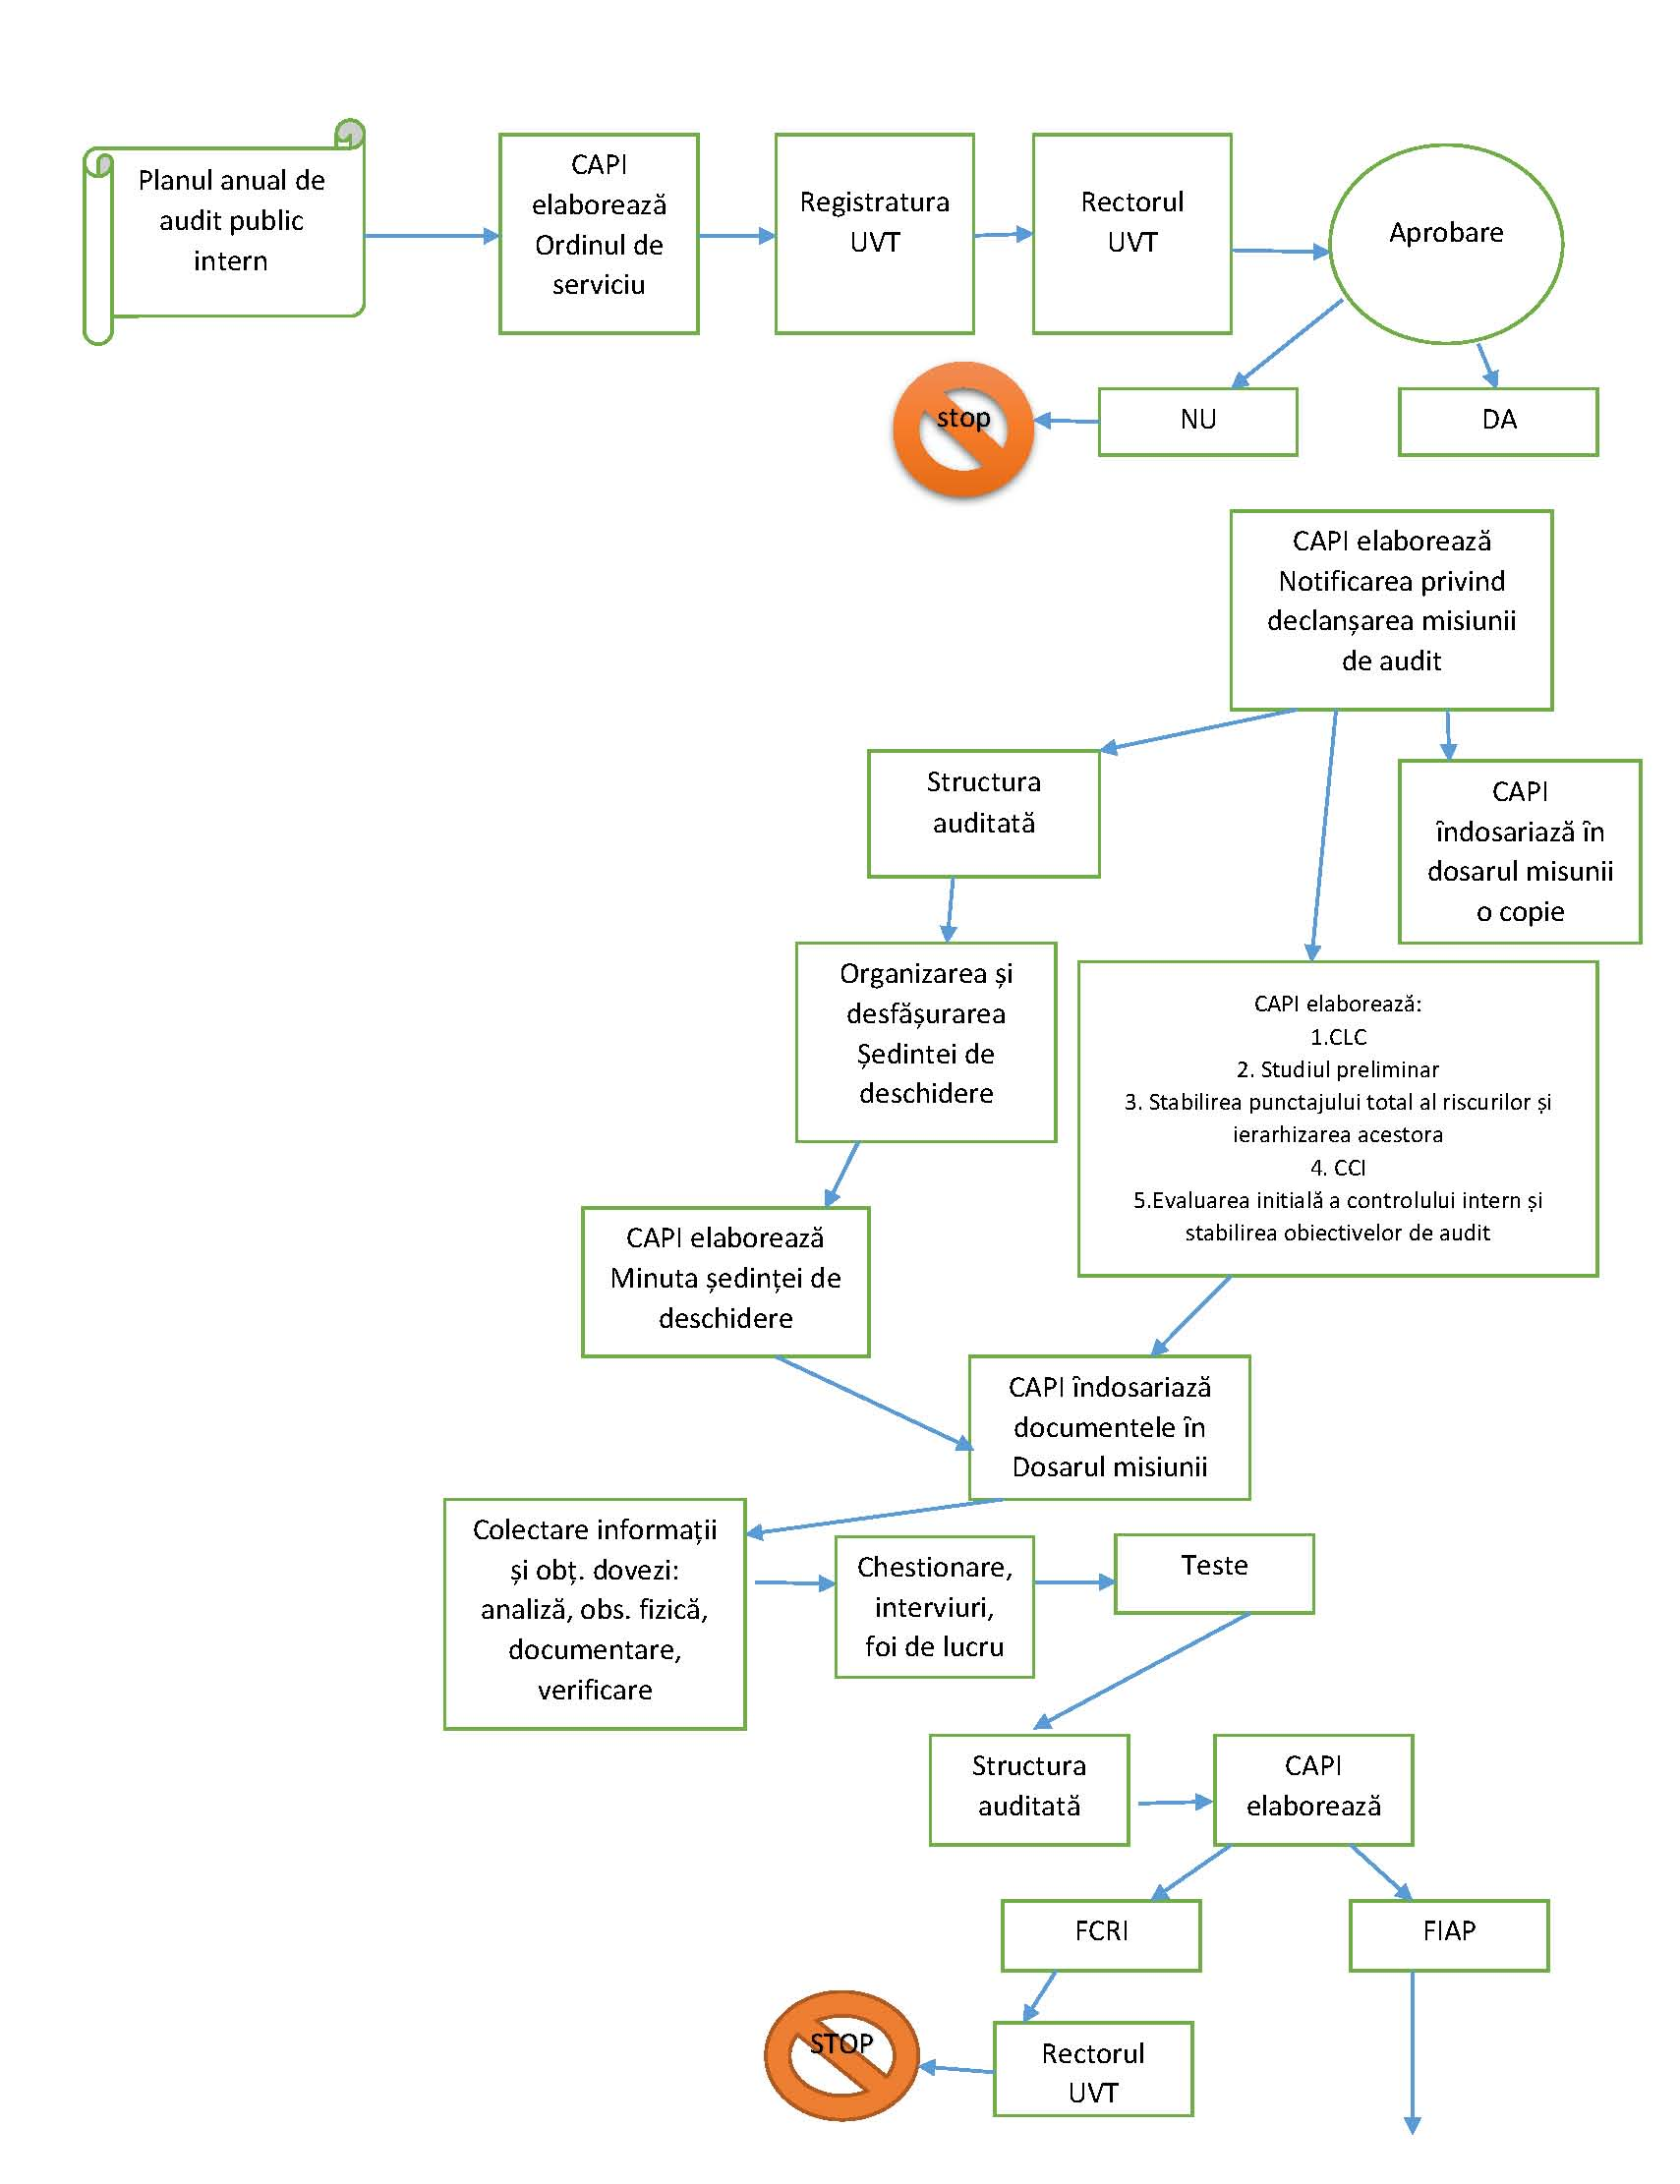 Planul anual de
audit public
intern
CAPI
elaborează
Ordinul de
serviciu
Registratura
UVT
Rectorul
UVT
Aprobare
stop
NU
DA
CAPI elaborează
Notificarea privind
declanșarea misiunii
de audit
Structura
auditată
CAPI
îndosariază în
dosarul misunii
o copie
Organizarea și
desfășurarea
Ședintei de
deschidere
CAPI elaborează:
1.CLC
2. Studiul preliminar
3. Stabilirea punctajului total al riscurilor și
ierarhizarea acestora
4. CCI
5.Evaluarea initială a controlului intern și
stabilirea obiectivelor de audit
CAPI elaborează
Minuta ședinței de
deschidere
CAPI îndosariază
documentele în
Dosarul misiunii
Colectare informații
și obț. dovezi:
analiză, obs. fizică,
documentare,
verificare
Chestionare,
interviuri,
foi de lucru
Teste
Structura
auditată
CAPI
elaborează
FCRI
FIAP
STOP
Rectorul
UVT